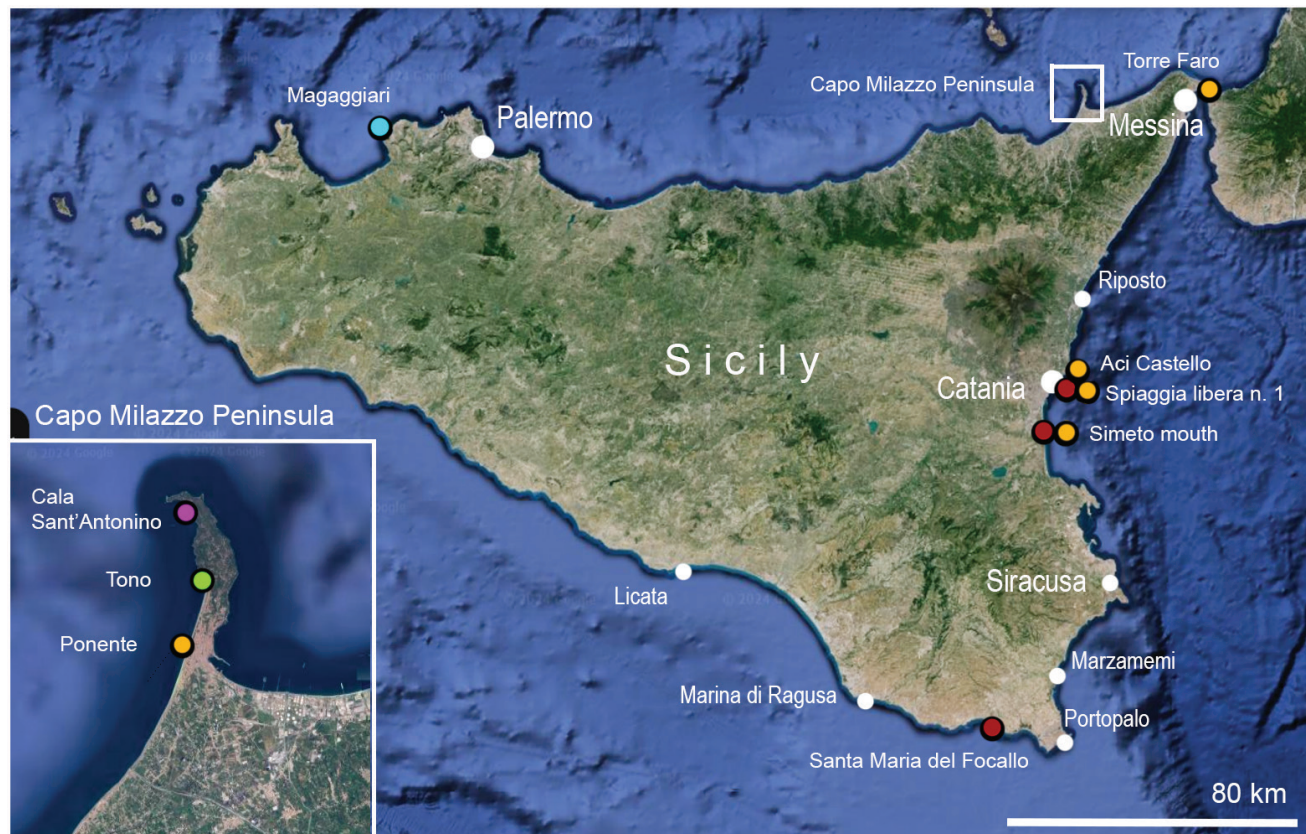 Torre Faro
Capo Milazzo Peninsula
Magaggiari
Palermo
Messina
Riposto
Sicily
Aci Castello
Catania
Spiaggia libera n. 1
Simeto mouth
Capo Milazzo Peninsula
Cala
Sant'Antonino
Tono
Ponente
Licata
Siracusa
Marzamemi
Marina di Ragusa
Portopalo
Santa Maria del Focallo
80 km